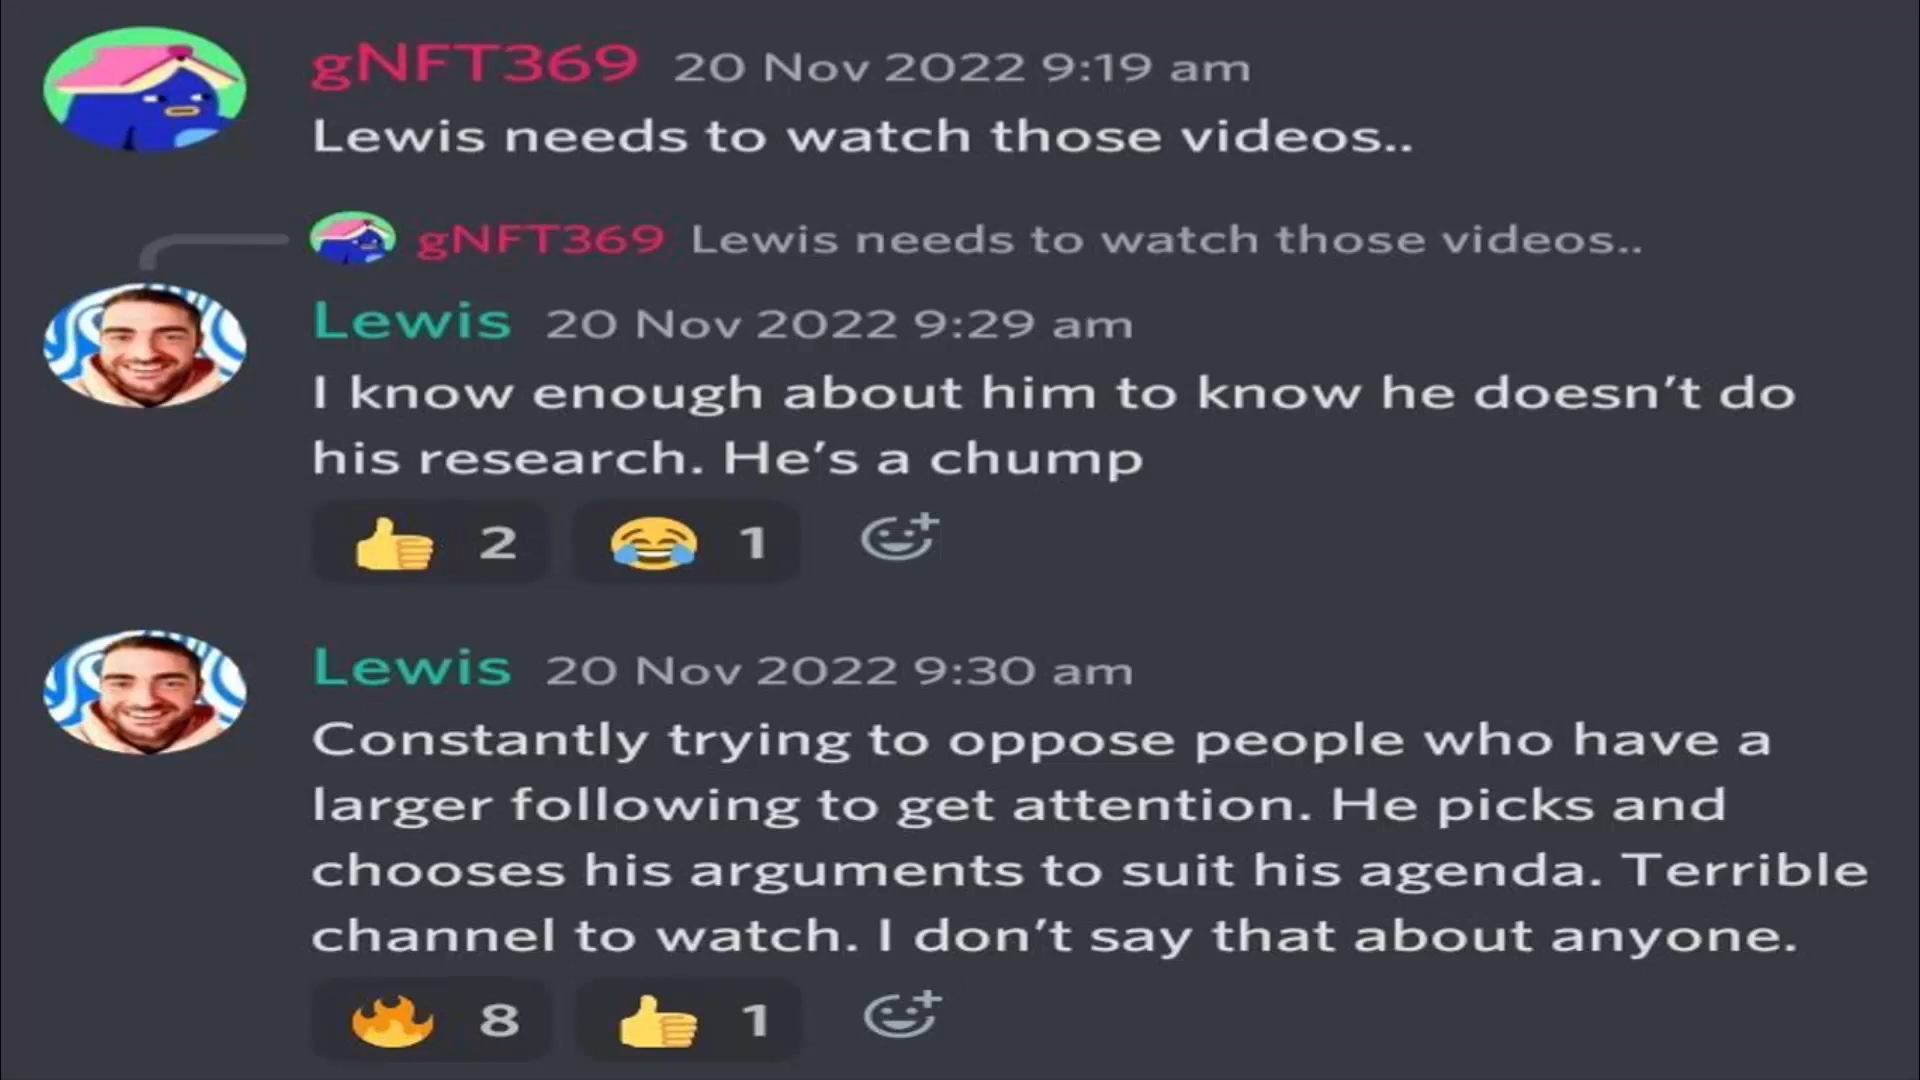 gNFT369 20 Nov 2022 9:19 am
Lewis needs to watch those videos..
gNFT369 Lewis needs to watch those videos..
Lewis 20 Nov 2022 9:29 am
I know enough about him to know he doesn't do
his research. He's a chump
👍 2 😂 1
Lewis 20 Nov 2022 9:30 am
Constantly trying to oppose people who have a
larger following to get attention. He picks and
chooses his arguments to suit his agenda. Terrible
channel to watch. I don't say that about anyone.
🔥 8 👍 1